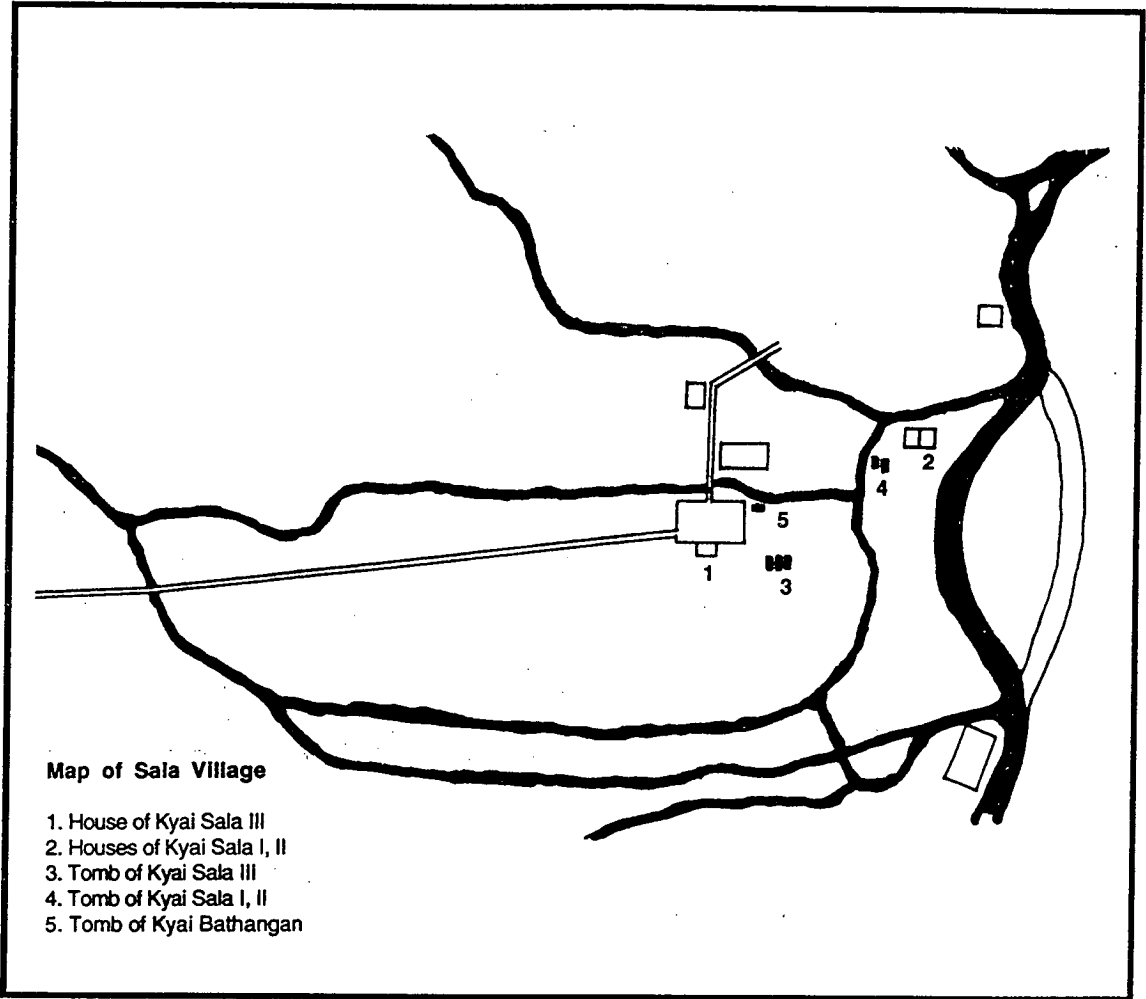 2
4
5
1
3
Map of Sala Village
1. House of Kyai Sala III
2. Houses of Kyai Sala I, II
3. Tomb of Kyai Sala III
4. Tomb of Kyai Sala I, II
5. Tomb of Kyai Bathangan